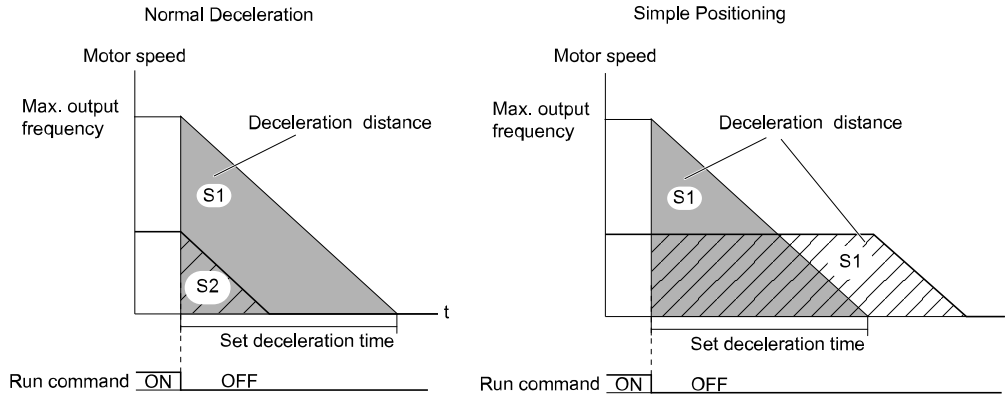 Normal Deceleration
Motor speed
Max. output
frequency
Deceleration distance
S1
S2
t
Set deceleration time
Run command ON OFF
Simple Positioning
Motor speed
Max. output
frequency
Deceleration distance
S1
S1
Set deceleration time
Run command ON OFF